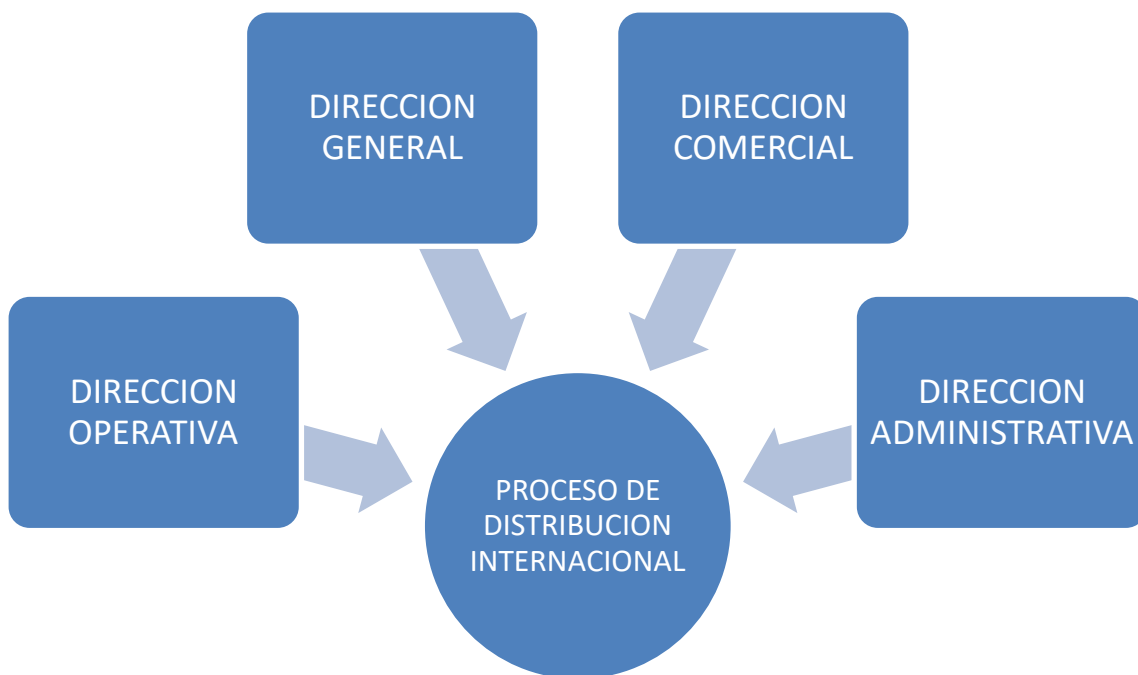 DIRECCION
GENERAL
DIRECCION
COMERCIAL
DIRECCION
OPERATIVA
DIRECCION
ADMINISTRATIVA
PROCESO DE
DISTRIBUCION
INTERNACIONAL